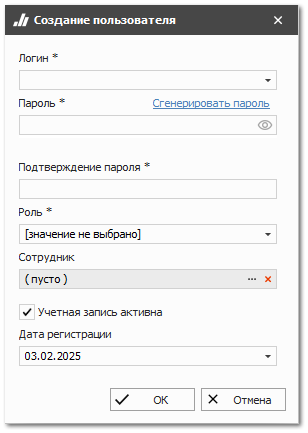 Создание пользователя
Логин *
Пароль * Сгенерировать пароль
Подтверждение пароля *
Роль *
[значение не выбрано]
Сотрудник
( пусто )
Учетная запись активна
Дата регистрации
03.02.2025
ОК Отмена